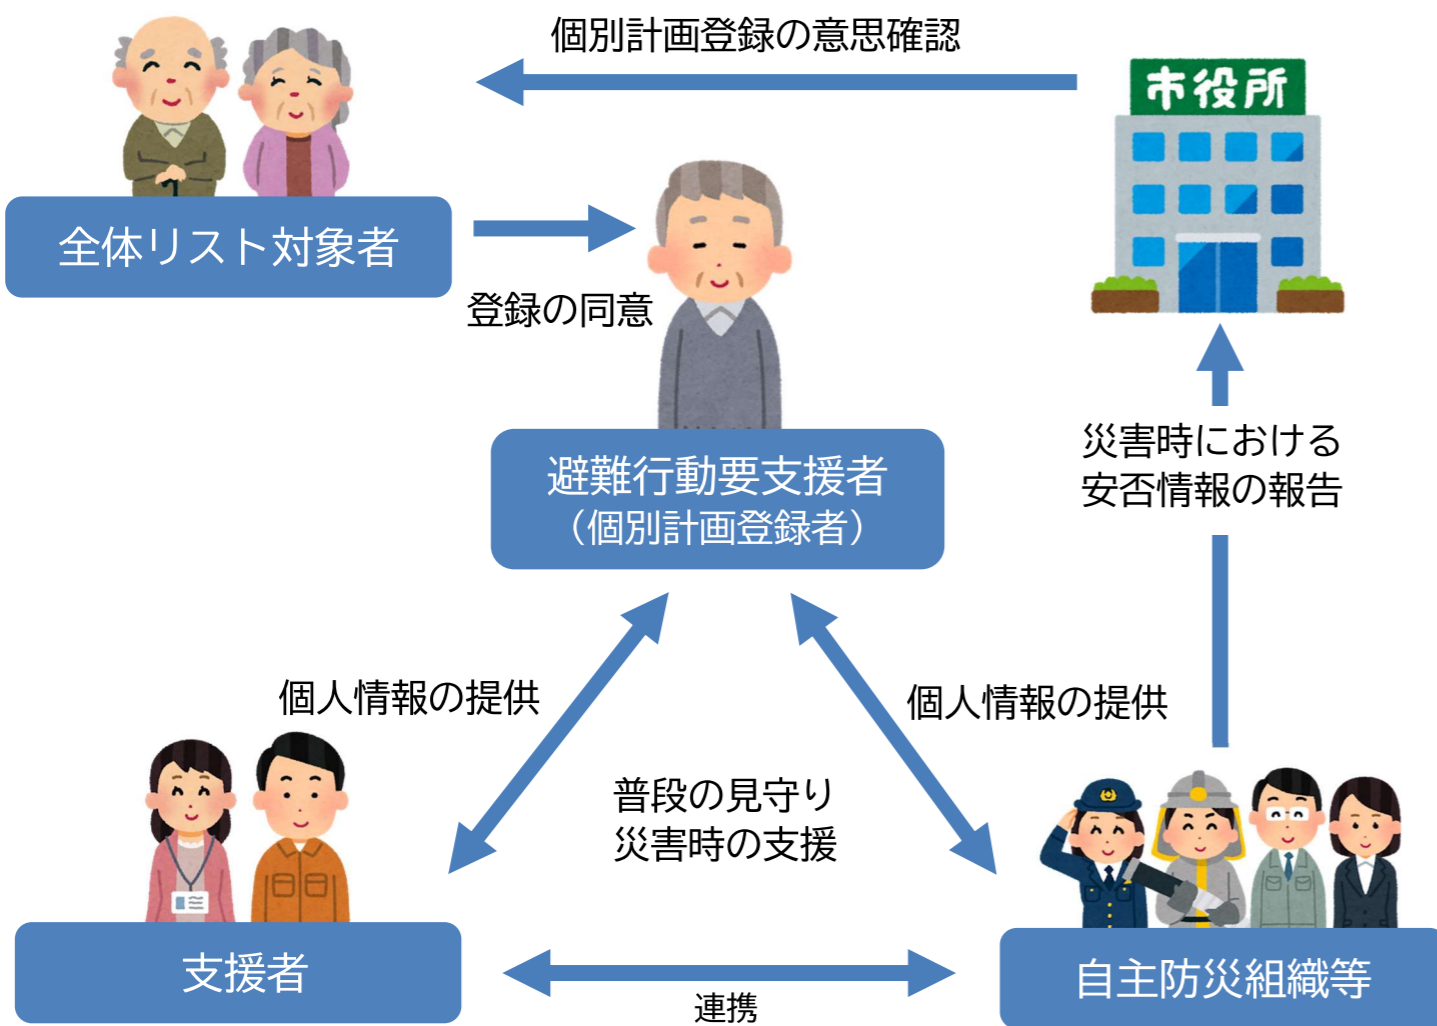 個別計画登録の意思確認
市役所
全体リスト対象者
登録の同意
避難行動要支援者
（個別計画登録者）
災害時における
安否情報の報告
個人情報の提供
個人情報の提供
普段の見守り
災害時の支援
支援者
連携
自主防災組織等